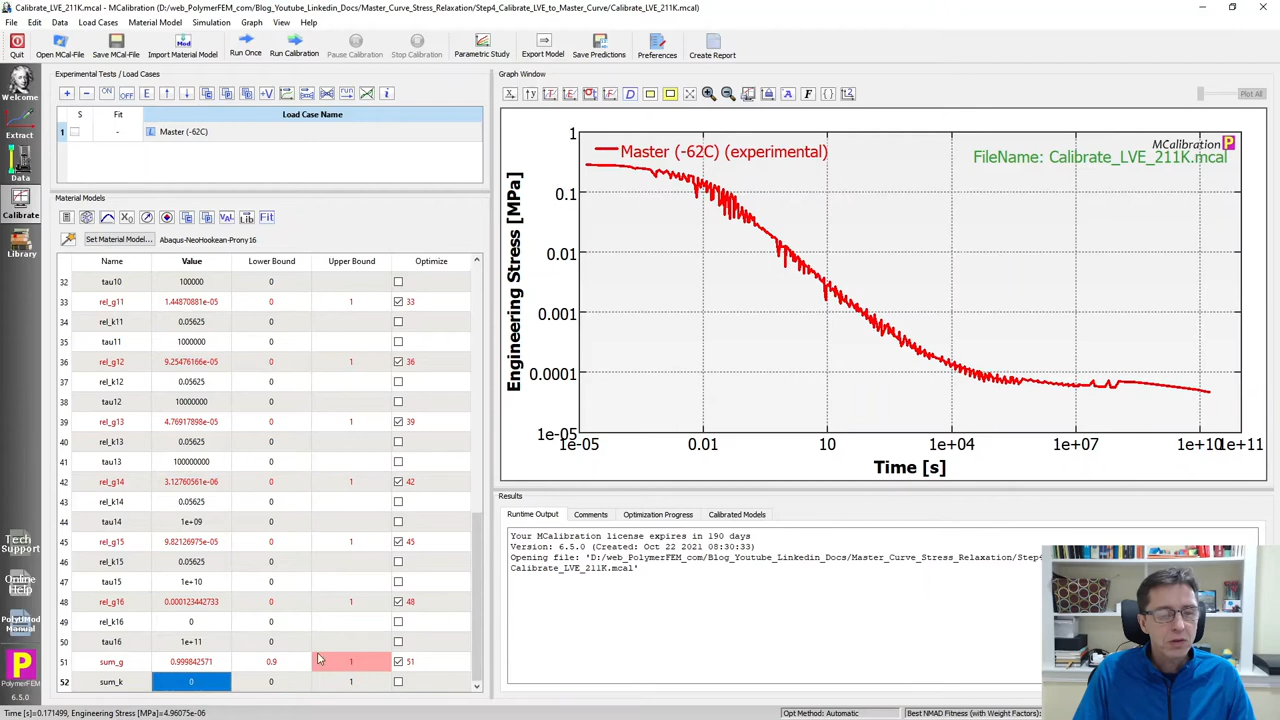 Calibrate_LVE_211K.mcal - MCalibration (D:/web_PolymerFEM_com/Blog_Youtube_Linkedin_Docs/Master_Curve_Stress_Relaxation/Step4_Calibrate_LVE_to_Master_Curve/Calibrate_LVE_211K.mcal)
File Edit Data Load Cases Material Model Simulation Graph View Help
Quit Open MCal-File Save MCal-File Import Material Model Run Once Run Calibration Pause Calibration Stop Calibration Parametric Study Export Model Save Predictions Preferences Create Report
Welcome
Extract
Data
Calibrate
Library
Tech Support
Online Help
PolyUMod Manual
PolymerFEM
6.5.0
Experimental Tests / Load Cases
S Fit Load Case Name
1 - Master (-62C)
Material Models
Set Material Model... Abaqus-NeoHookean-Prony16
Name Value Lower Bound Upper Bound Optimize
32 tau10 100000 0
33 rel_g11 1.44870881e-05 0 1 33
34 rel_k11 0.05625 0
35 tau11 1000000 0
36 rel_g12 9.25476166e-05 0 1 36
37 rel_k12 0.05625 0
38 tau12 10000000 0
39 rel_g13 4.76917898e-05 0 1 39
40 rel_k13 0.05625 0
41 tau13 100000000 0
42 rel_g14 3.12760561e-06 0 1 42
43 rel_k14 0.05625 0
44 tau14 1e+09 0
45 rel_g15 9.82126975e-05 0 1 45
46 rel_k15 0.05625 0
47 tau15 1e+10 0
48 rel_g16 0.000123442733 0 1 48
49 rel_k16 0 0
50 tau16 1e+11 0
51 sum_g 0.999842571 0.9 1 51
52 sum_k 0 0 1
Graph Window
Plot All
Master (-62C) (experimental)
MCalibration
FileName: Calibrate_LVE_211K.mcal
Engineering Stress [MPa]
1
0.1
0.01
0.001
0.0001
1e-05
1e-05 0.01 10 1e+04 1e+07 1e+10 1e+11
Time [s]
Results
Runtime Output Comments Optimization Progress Calibrated Models
Your MCalibration license expires in 190 days
Version: 6.5.0 (Created: Oct 22 2021 08:30:33)
Opening file: 'D:/web_PolymerFEM_com/Blog_Youtube_Linkedin_Docs/Master_Curve_Stress_Relaxation/Step4
Calibrate_LVE_211K.mcal'
Time [s]=0.171499, Engineering Stress [MPa]=4.96075e-06
Opt Method: Automatic
Best NMAD Fitness (with Weight Factors):